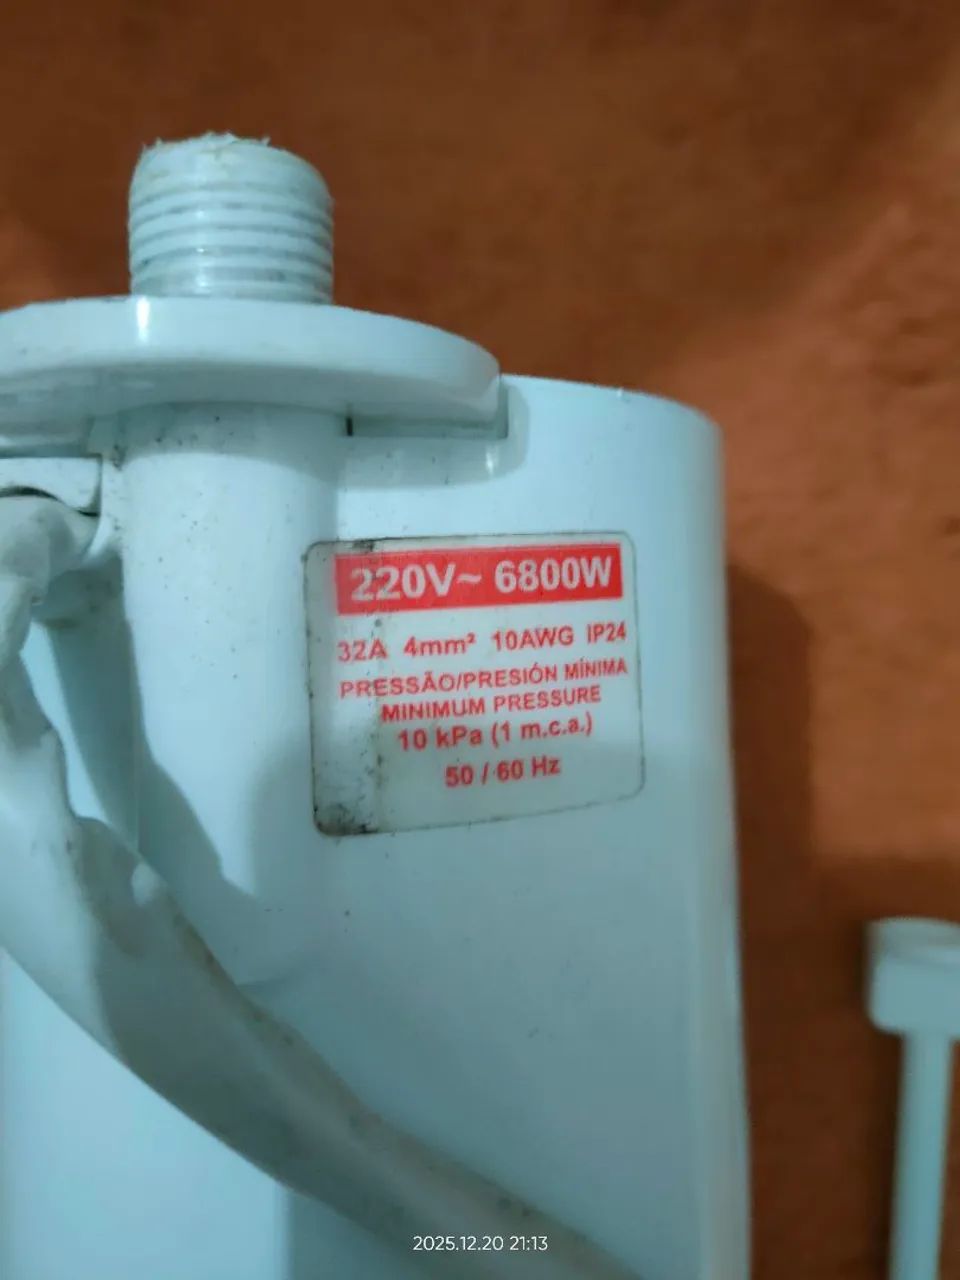 220V~ 6800W
32A 4mm² 10AWG IP24
PRESSÃO/PRESIÓN MÍNIMA
MINIMUM PRESSURE
10 kPa (1 m.c.a.)
50 / 60 Hz
2025.12.20 21:13